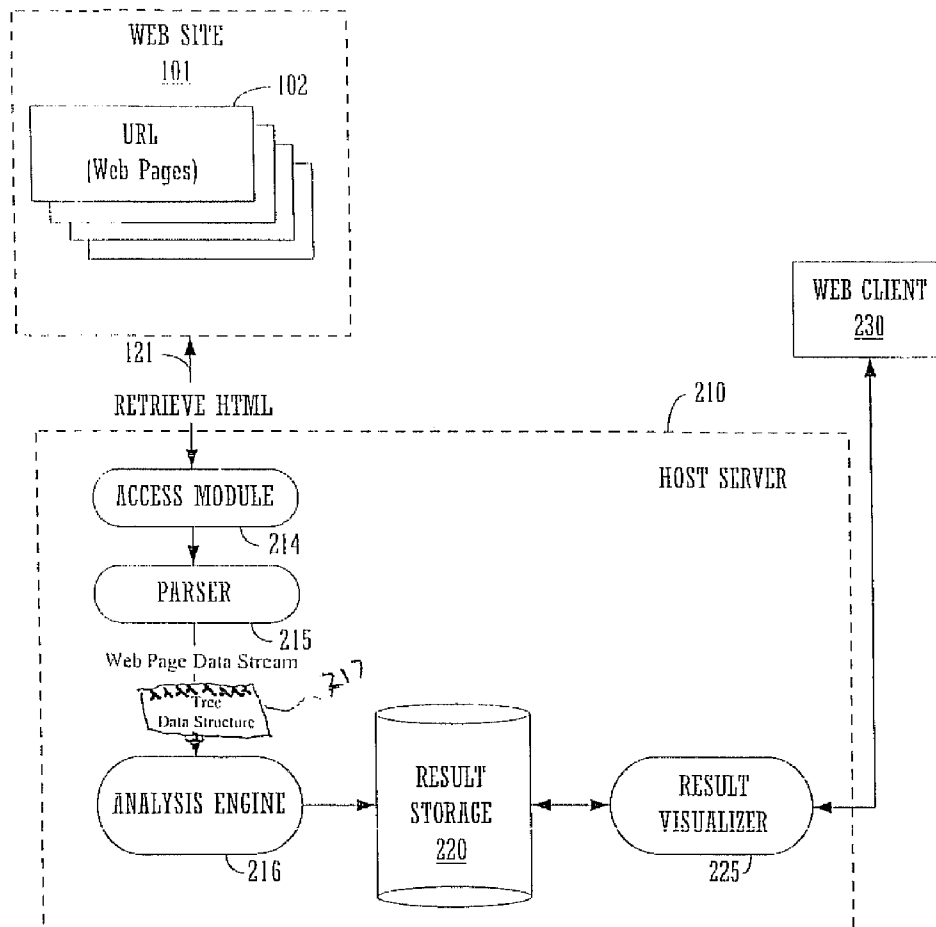 WEB SITE
101
102
URL
(Web Pages)
WEB CLIENT
230
121
RETRIEVE HTML
210
HOST SERVER
ACCESS MODULE
214
PARSER
215
Web Page Data Stream
217
Tree
Data Structure
ANALYSIS ENGINE
216
RESULT
STORAGE
220
RESULT
VISUALIZER
225